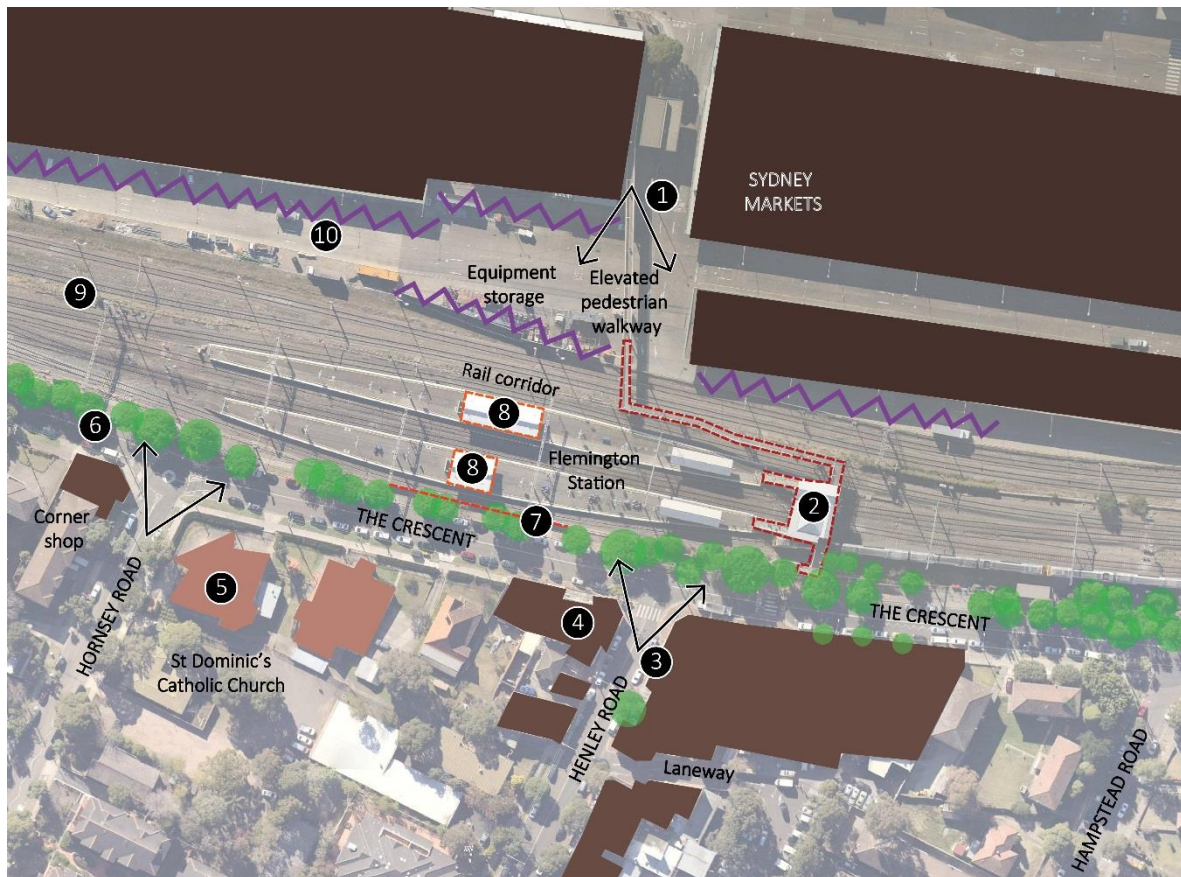 SYDNEY
MARKETS
1
10
Equipment
storage
Elevated
pedestrian
walkway
9
Rail corridor
8
6
8
Flemington
Station
2
Corner
shop
THE CRESCENT
7
HORNSEY ROAD
5
4
THE CRESCENT
St Dominic's
Catholic Church
3
HENLEY ROAD
Laneway
HAMPSTEAD ROAD